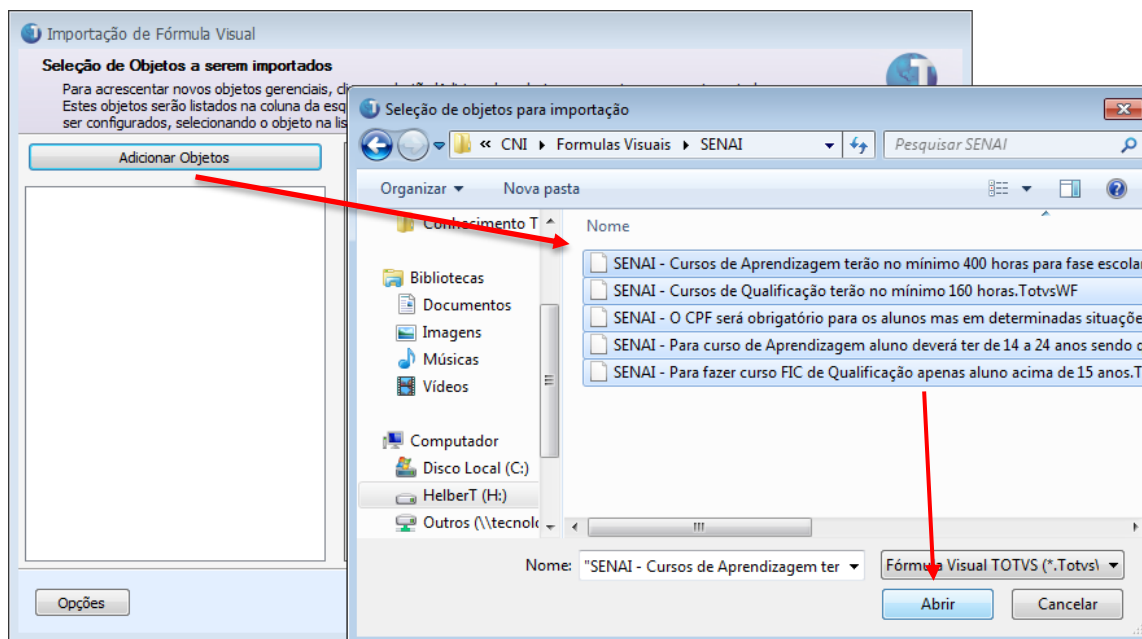 Importação de Fórmula Visual
Seleção de Objetos a serem importados
Para acrescentar novos objetos gerenciais,
Estes objetos serão listados na coluna da
ser configurados, selecionando o objeto na
Adicionar Objetos
Opções
Seleção de objetos para importação
« CNI Formulas Visuais SENAI
Pesquisar SENAI
Organizar
Nova pasta
Conhecimento T
Bibliotecas
Documentos
Imagens
Músicas
Vídeos
Computador
Disco Local (C:)
HelberT (H:)
Outros (\\tecnolo
Nome
SENAI - Cursos de Aprendizagem terão no mínimo 400 horas para fase escolar
SENAI - Cursos de Qualificação terão no mínimo 160 horas.TotvsWF
SENAI - O CPF será obrigatório para os alunos mas em determinadas situaçõe
SENAI - Para curso de Aprendizagem aluno deverá ter de 14 a 24 anos sendo
SENAI - Para fazer curso FIC de Qualificação apenas aluno acima de 15 anos.T
Nome: "SENAI - Cursos de Aprendizagem ter
Fórmula Visual TOTVS (*.Totvs
Abrir
Cancelar